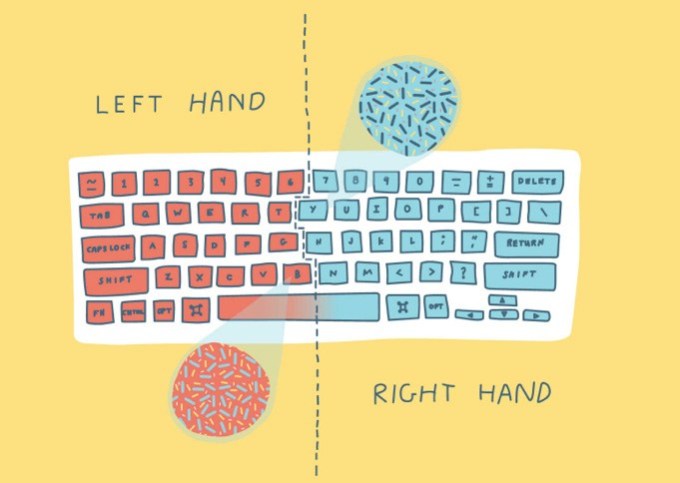 LEFT HAND
~ 1 2 3 4 5 6 7 8 9 0 - + = DELETE
TAB Q W E R T Y U I O P [ ] \
CAPS LOCK A S D F G H J K L ; " RETURN
SHIFT Z X C V B N M < > ? SHIFT
FN CNTRL OPT ⌘ ⌘ OPT ◄ ▲ ▼ ►
RIGHT HAND